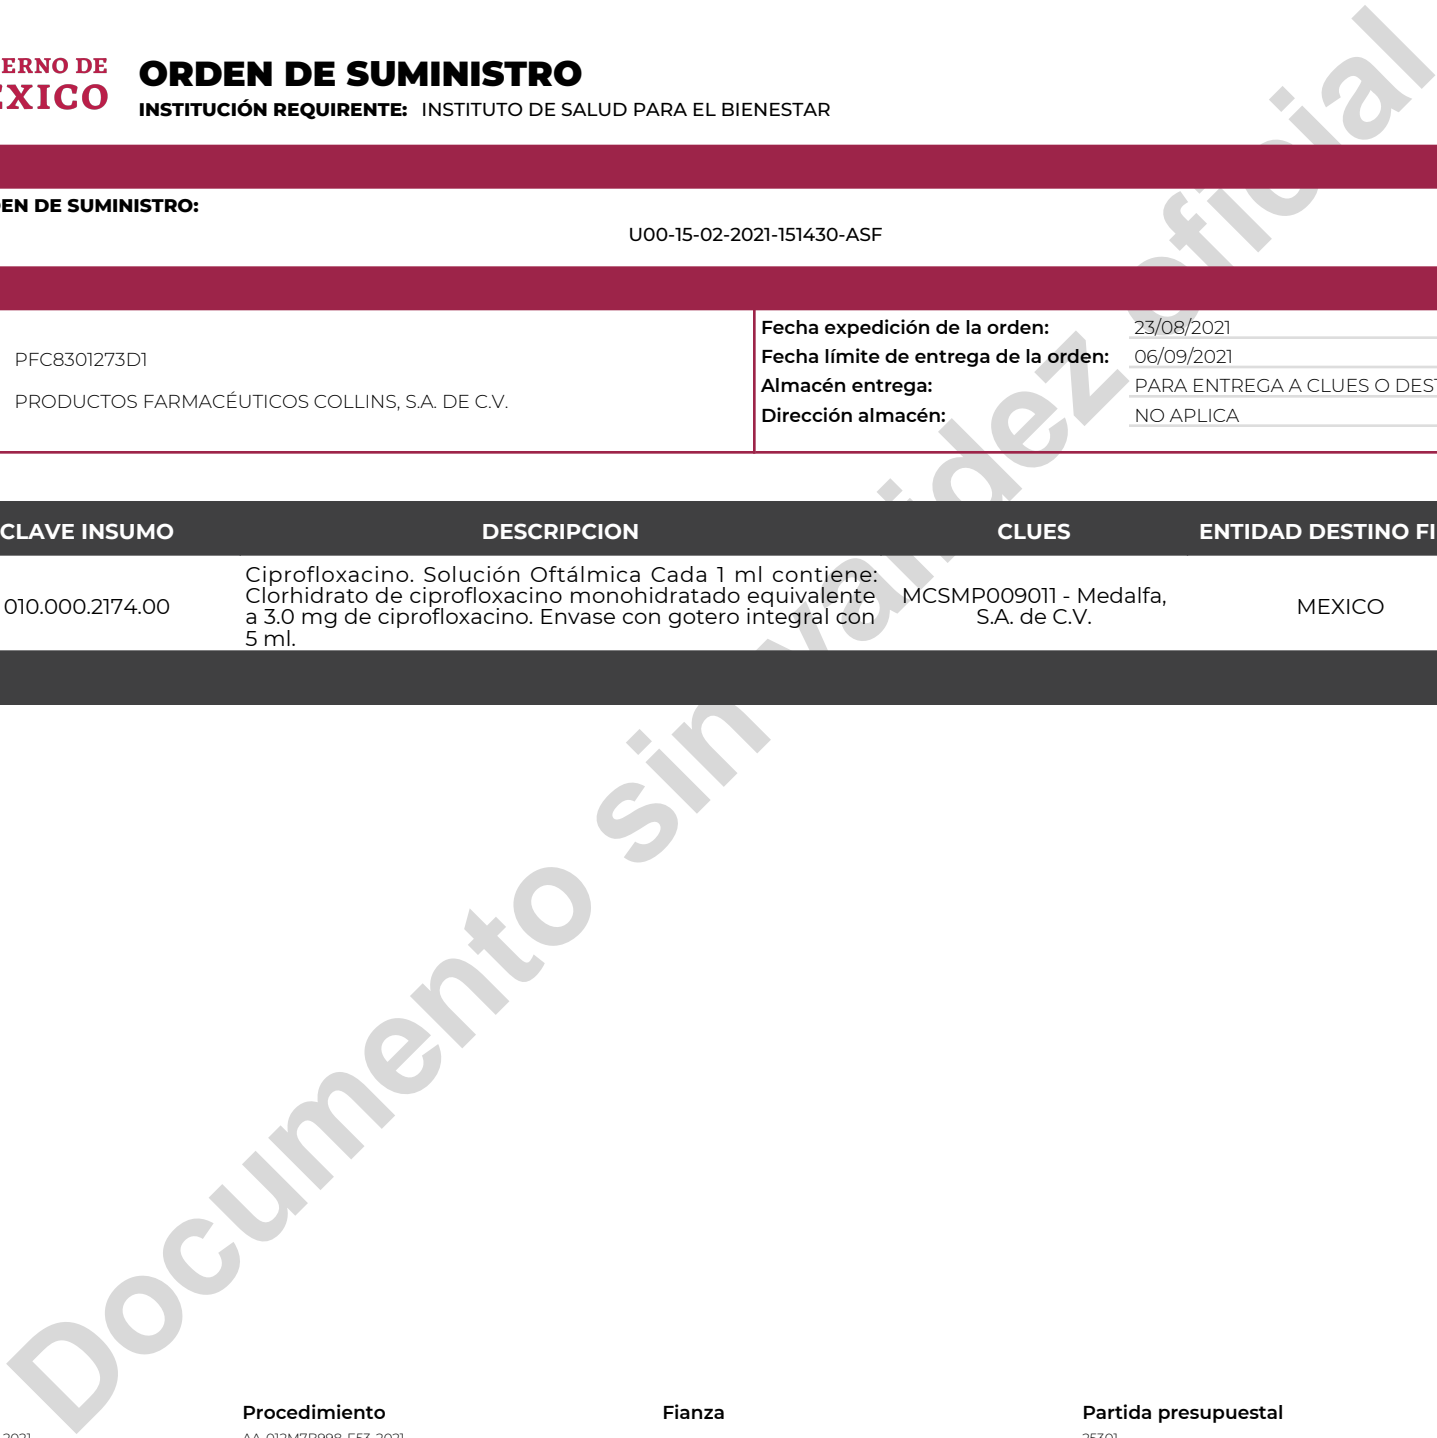 ERNO DE
EXICO
ORDEN DE SUMINISTRO
INSTITUCIÓN REQUIRENTE: INSTITUTO DE SALUD PARA EL BIENESTAR
EN DE SUMINISTRO:
U00-15-02-2021-151430-ASF
PFC8301273D1
PRODUCTOS FARMACÉUTICOS COLLINS, S.A. DE C.V.
Fecha expedición de la orden: 23/08/2021
Fecha límite de entrega de la orden: 06/09/2021
Almacén entrega: PARA ENTREGA A CLUES O DEST
Dirección almacén: NO APLICA
CLAVE INSUMO DESCRIPCION CLUES ENTIDAD DESTINO FI
010.000.2174.00
Ciprofloxacino. Solución Oftálmica Cada 1 ml contiene:
Clorhidrato de ciprofloxacino monohidratado equivalente
a 3.0 mg de ciprofloxacino. Envase con gotero integral con
5 ml.
MCSMP009011 - Medalfa,
S.A. de C.V.
MEXICO
Documento sin validez oficial
Procedimiento Fianza Partida presupuestal